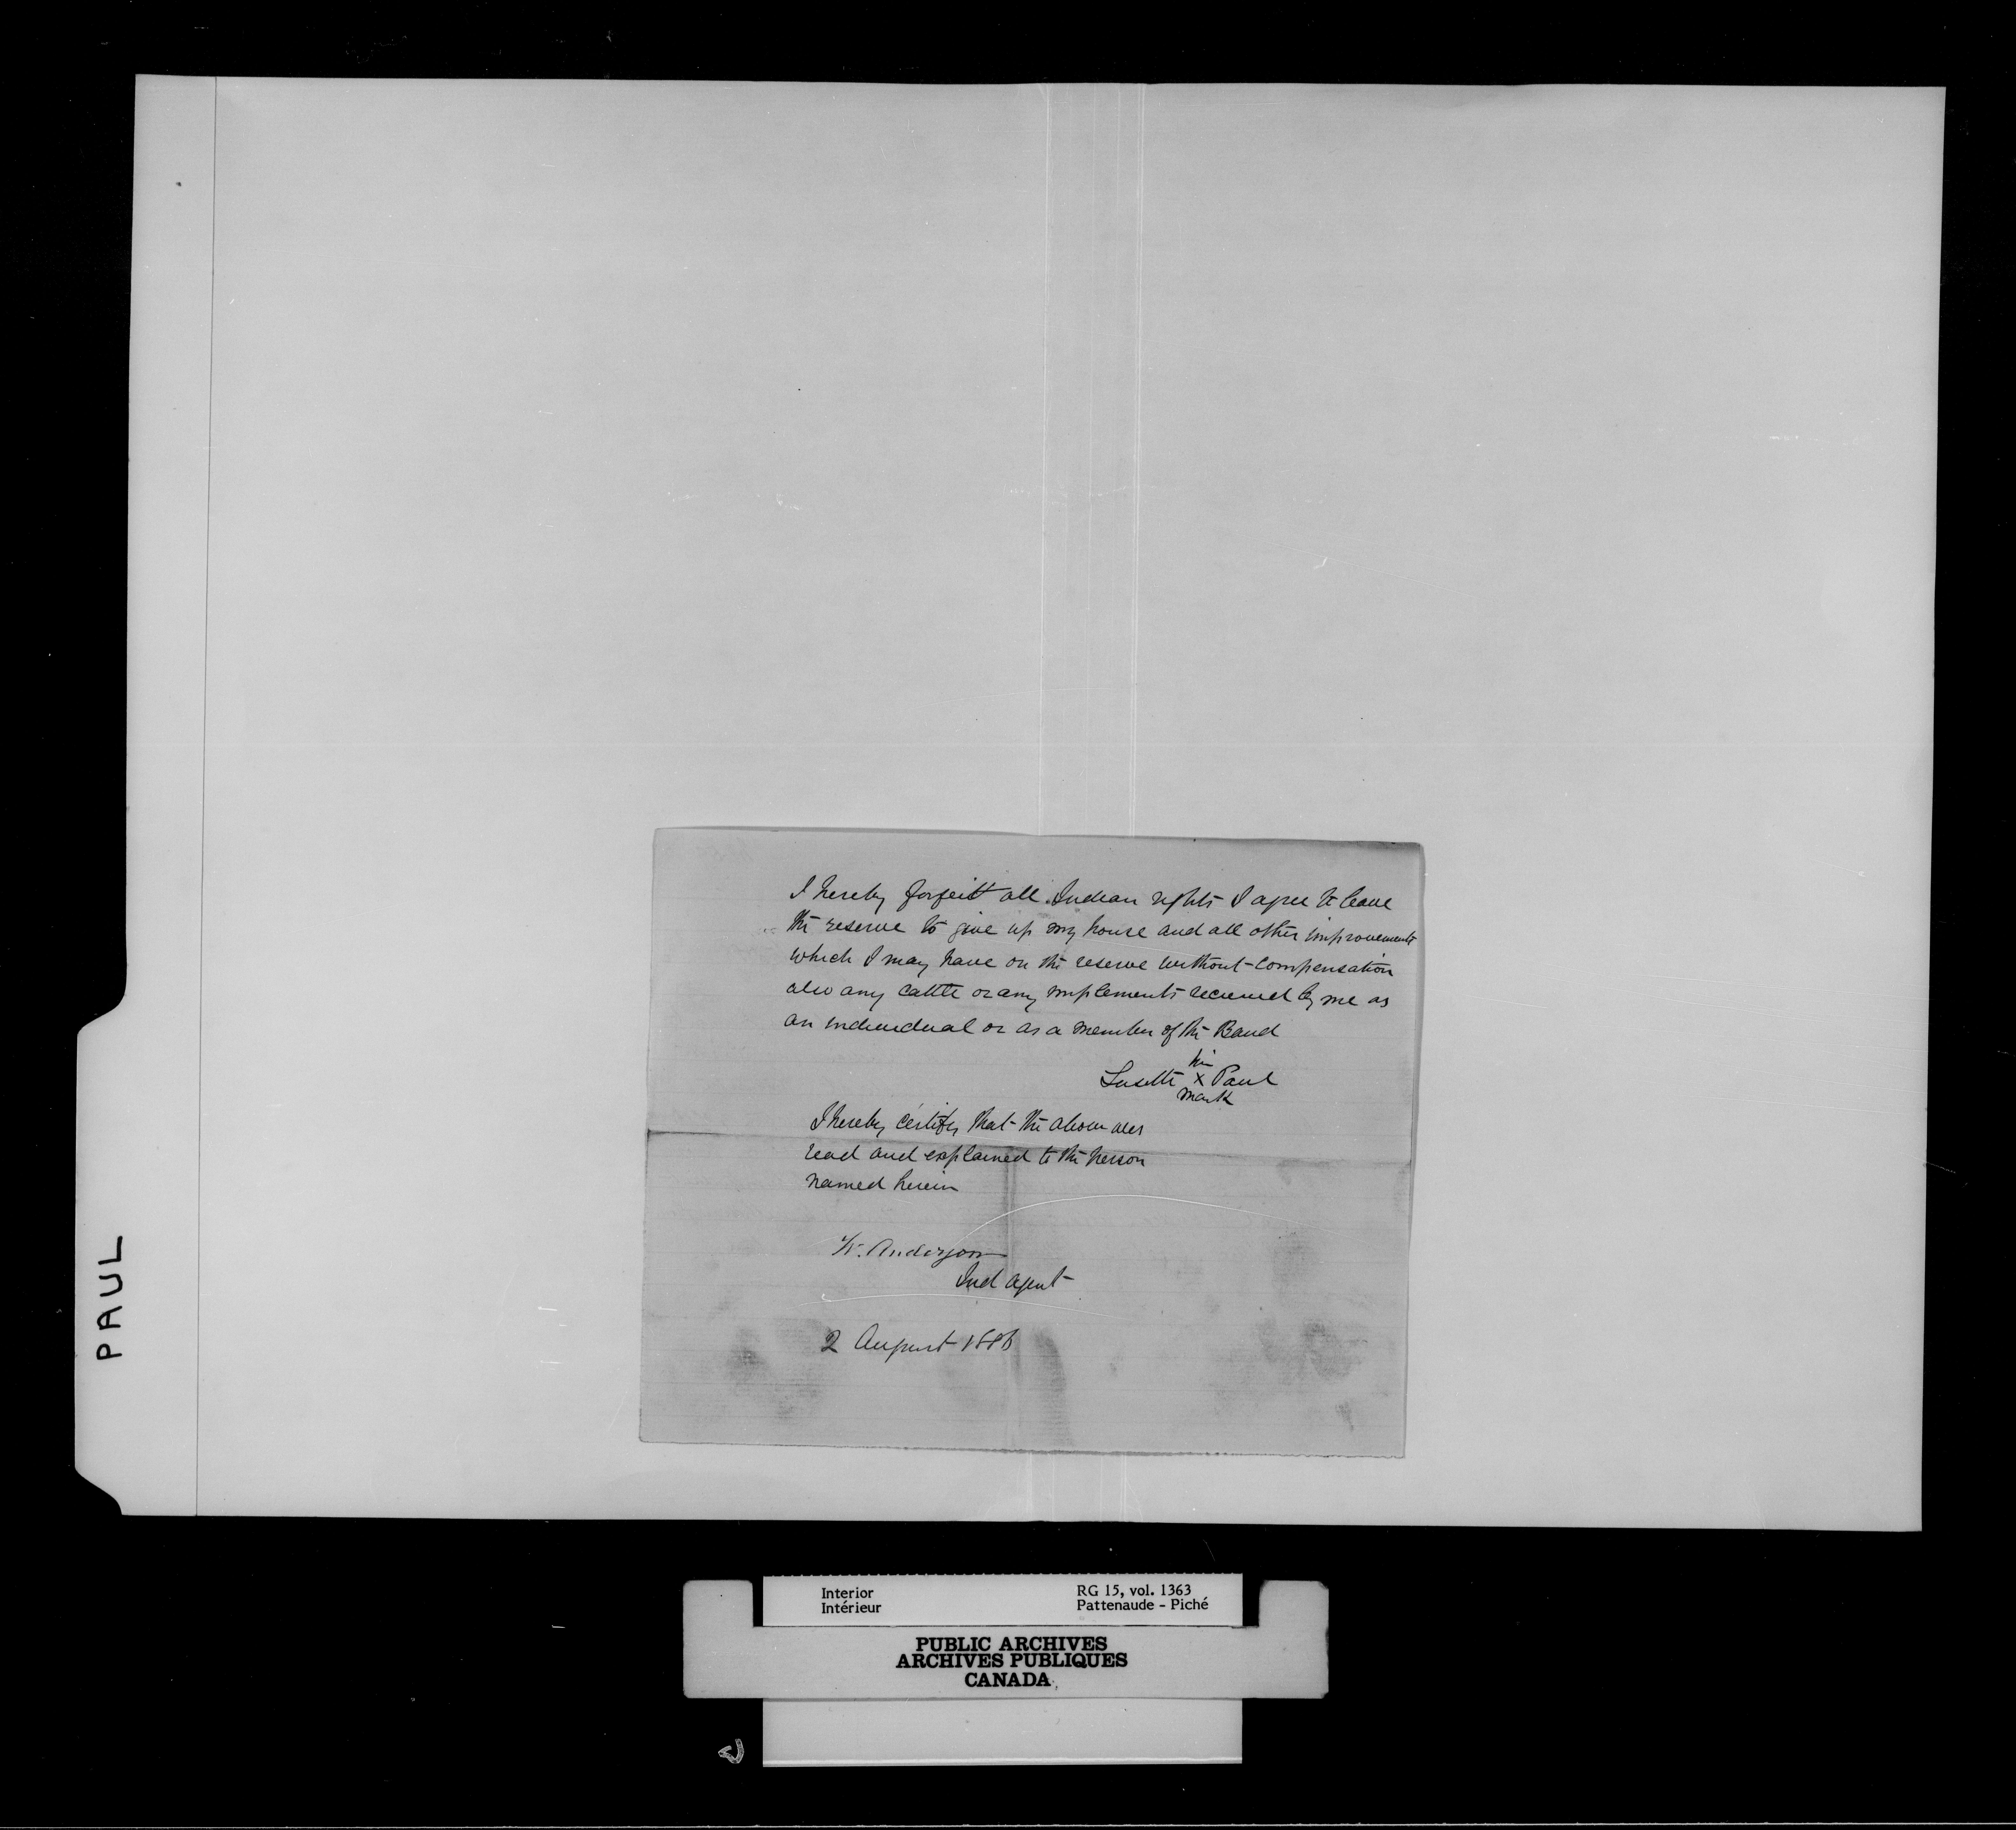 I hereby forfeitt all Indian rights I agree to leave
the reserve to give up my house and all other improvements
which I may have on the reserve without compensation
also any cattle or any implements received by me as
an individual or as a member of the Band
his
Lusette X Paul
mark
I hereby certify that the above was
read and explained to the person
named herein
W. Anderson
Ind Agent
2 August 1886
PAUL
Interior
Intérieur
RG 15, vol. 1363
Pattenaude - Piché
PUBLIC ARCHIVES
ARCHIVES PUBLIQUES
CANADA